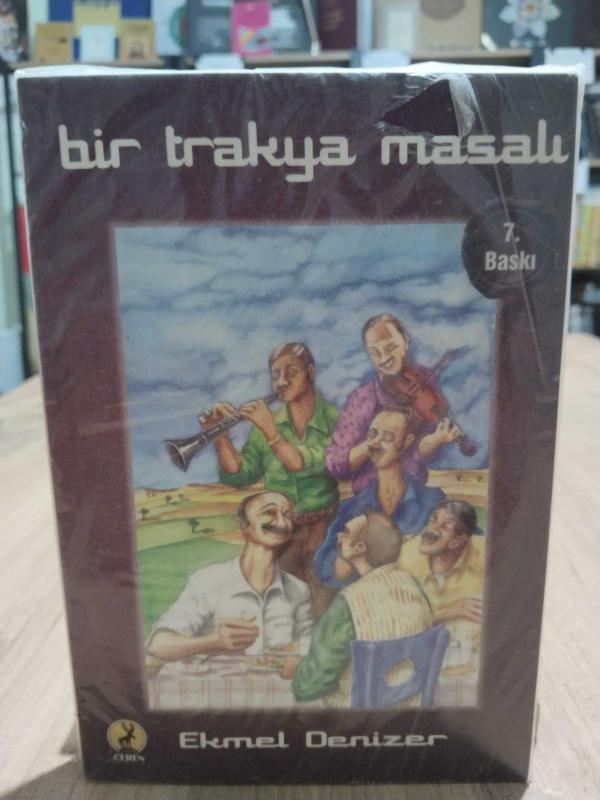 bir trakya masalı
7.
Baskı
CEREN
Ekmel Denizer